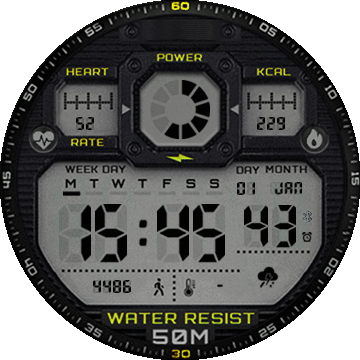 60
POWER
HEART KCAL
52 229
RATE
55 05
50 10
45 15
40 20
35 25
WEEK DAY DAY MONTH
M T W T F S S 01 JAN
15:45 43
4486 -
WATER RESIST
50M
30